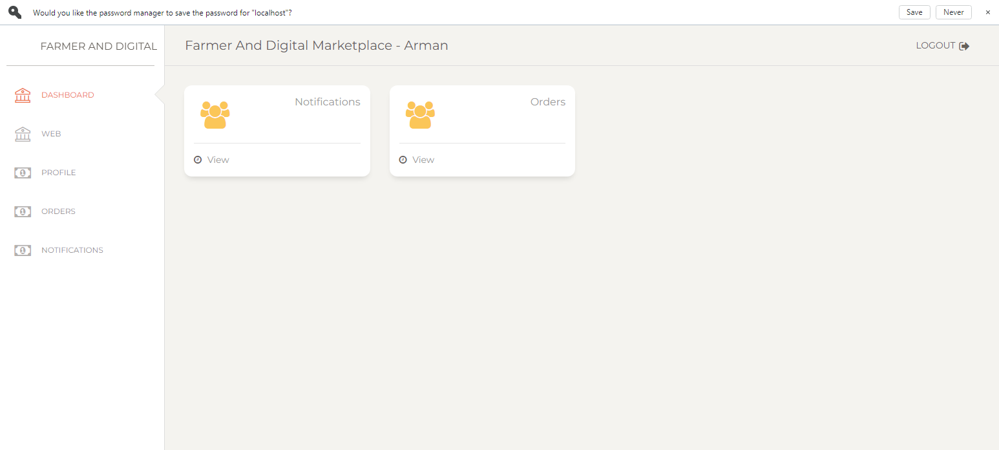 Would you like the password manager to save the password for "localhost"?
Save
Never
×
FARMER AND DIGITAL
Farmer And Digital Marketplace - Arman
LOGOUT
DASHBOARD
WEB
PROFILE
ORDERS
NOTIFICATIONS
Notifications
View
Orders
View